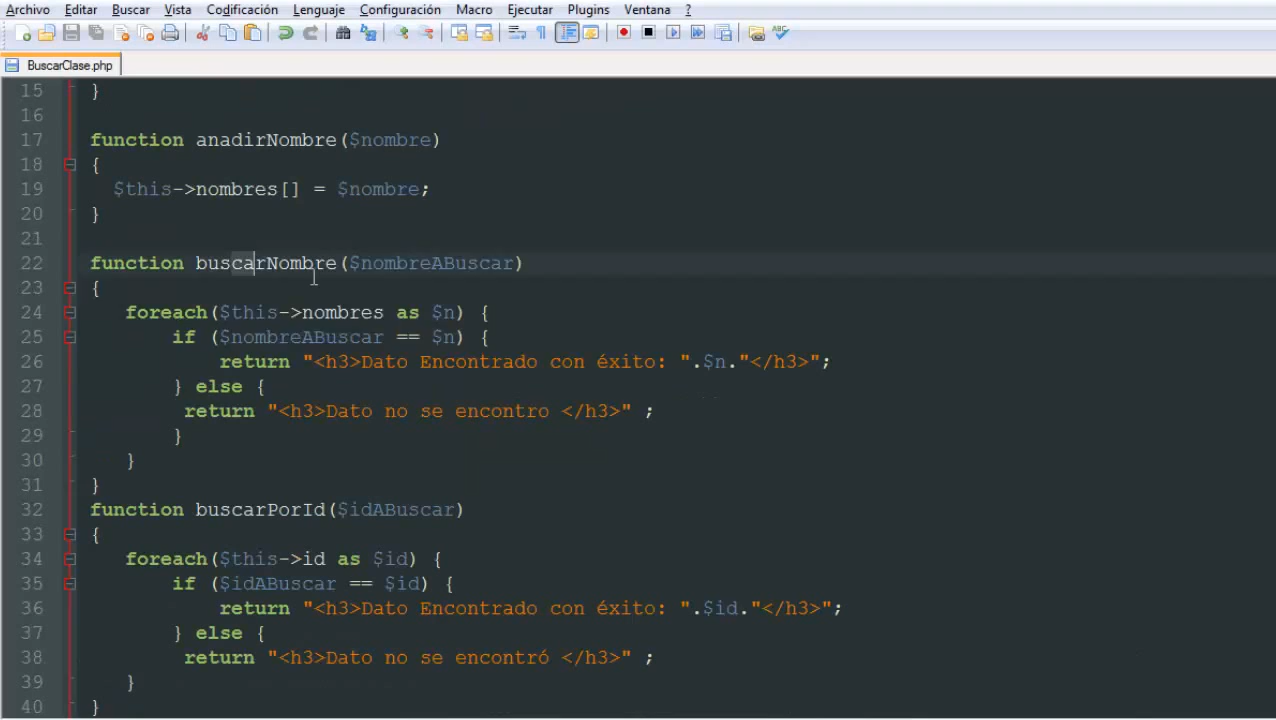 Archivo Editar Buscar Vista Codificación Lenguaje Configuración Macro Ejecutar Plugins Ventana ?
BuscarClase.php
15 }
16
17 function anadirNombre($nombre)
18 {
19 $this->nombres[] = $nombre;
20 }
21
22 function buscarNombre($nombreABuscar)
23 {
24 foreach($this->nombres as $n) {
25 if ($nombreABuscar == $n) {
26 return "<h3>Dato Encontrado con éxito: ".$n."</h3>";
27 } else {
28 return "<h3>Dato no se encontro </h3>" ;
29 }
30 }
31 }
32 function buscarPorId($idABuscar)
33 {
34 foreach($this->id as $id) {
35 if ($idABuscar == $id) {
36 return "<h3>Dato Encontrado con éxito: ".$id."</h3>";
37 } else {
38 return "<h3>Dato no se encontró </h3>" ;
39 }
40 }